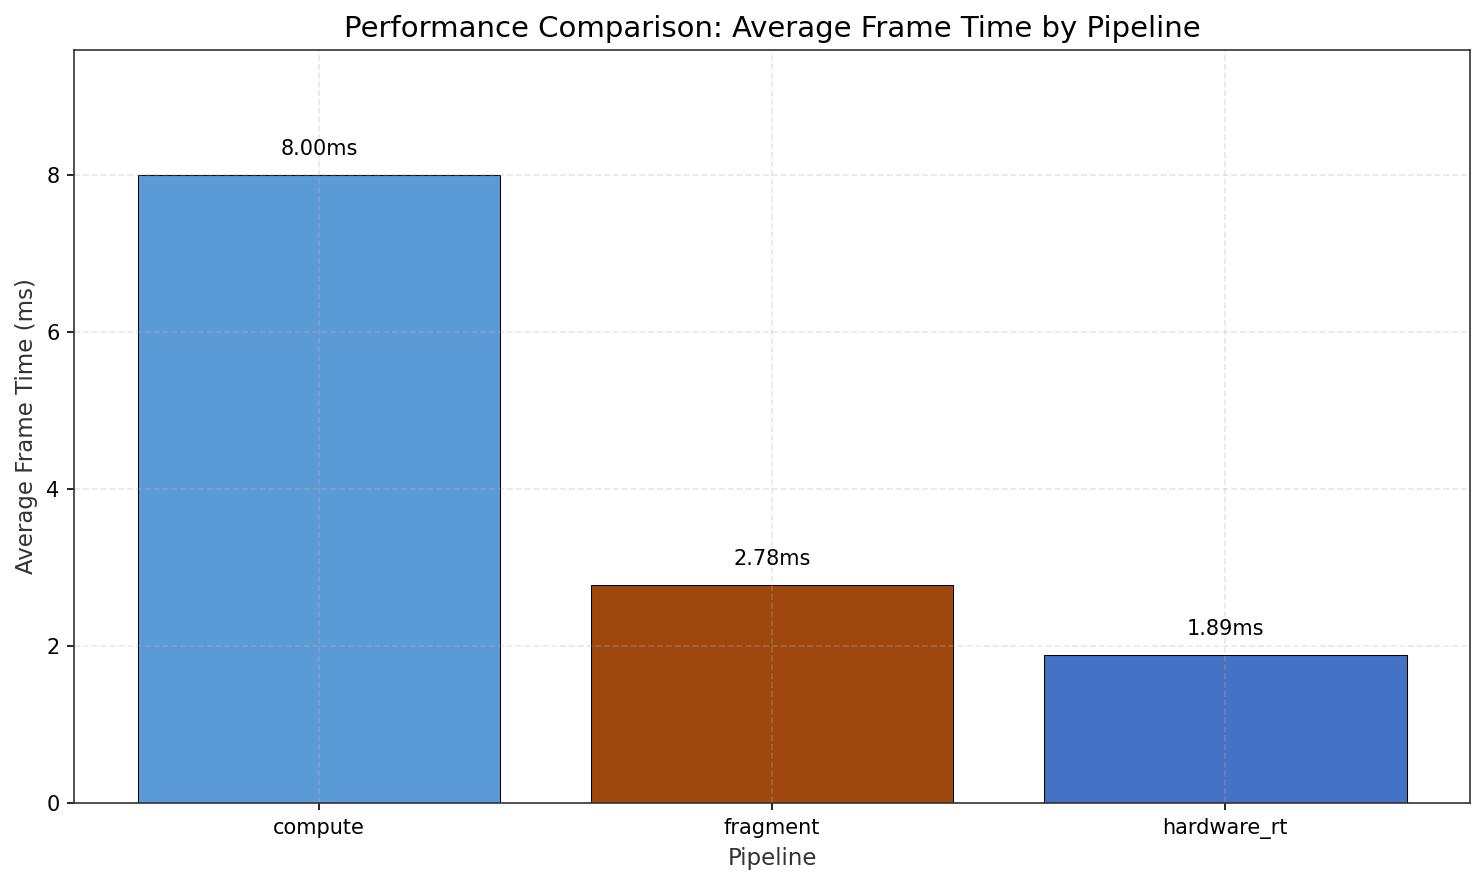 Performance Comparison: Average Frame Time by Pipeline
Average Frame Time (ms)
8
6
4
2
0
8.00ms
2.78ms
1.89ms
compute
fragment
hardware_rt
Pipeline